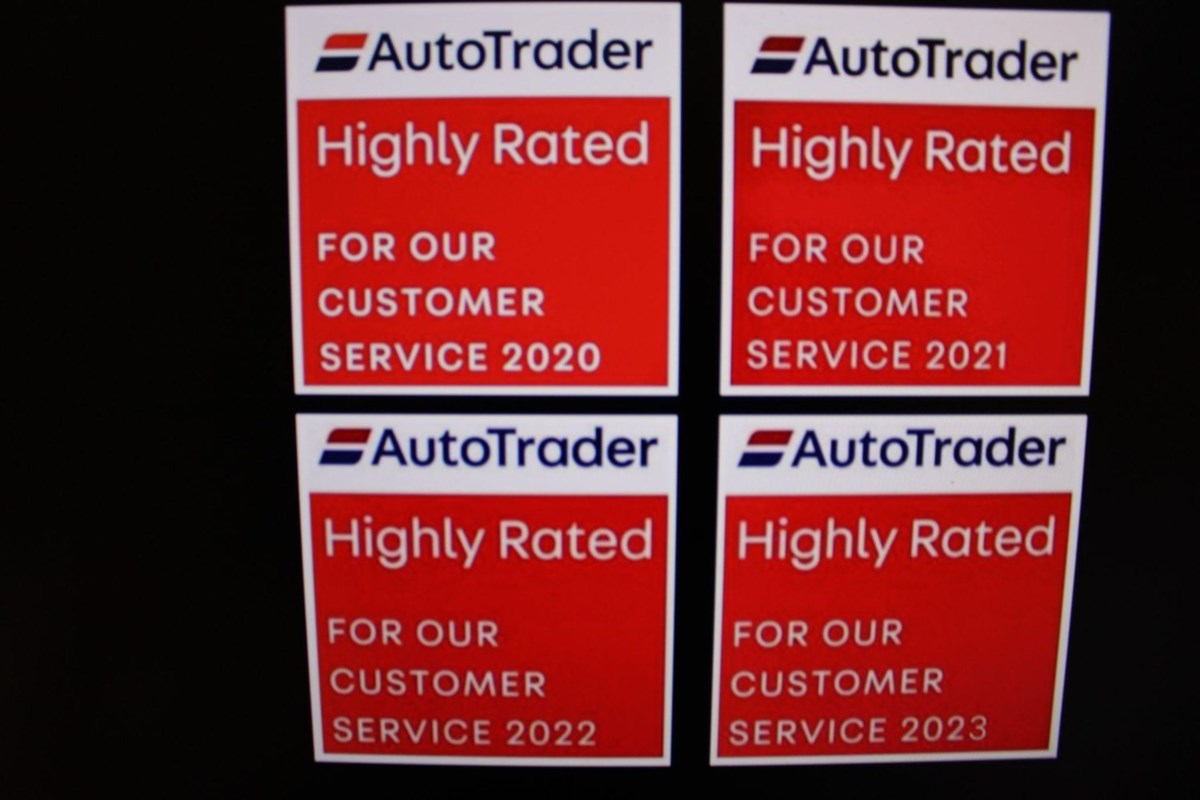 AutoTrader
Highly Rated
FOR OUR
CUSTOMER
SERVICE 2020
AutoTrader
Highly Rated
FOR OUR
CUSTOMER
SERVICE 2021
AutoTrader
Highly Rated
FOR OUR
CUSTOMER
SERVICE 2022
AutoTrader
Highly Rated
FOR OUR
CUSTOMER
SERVICE 2023